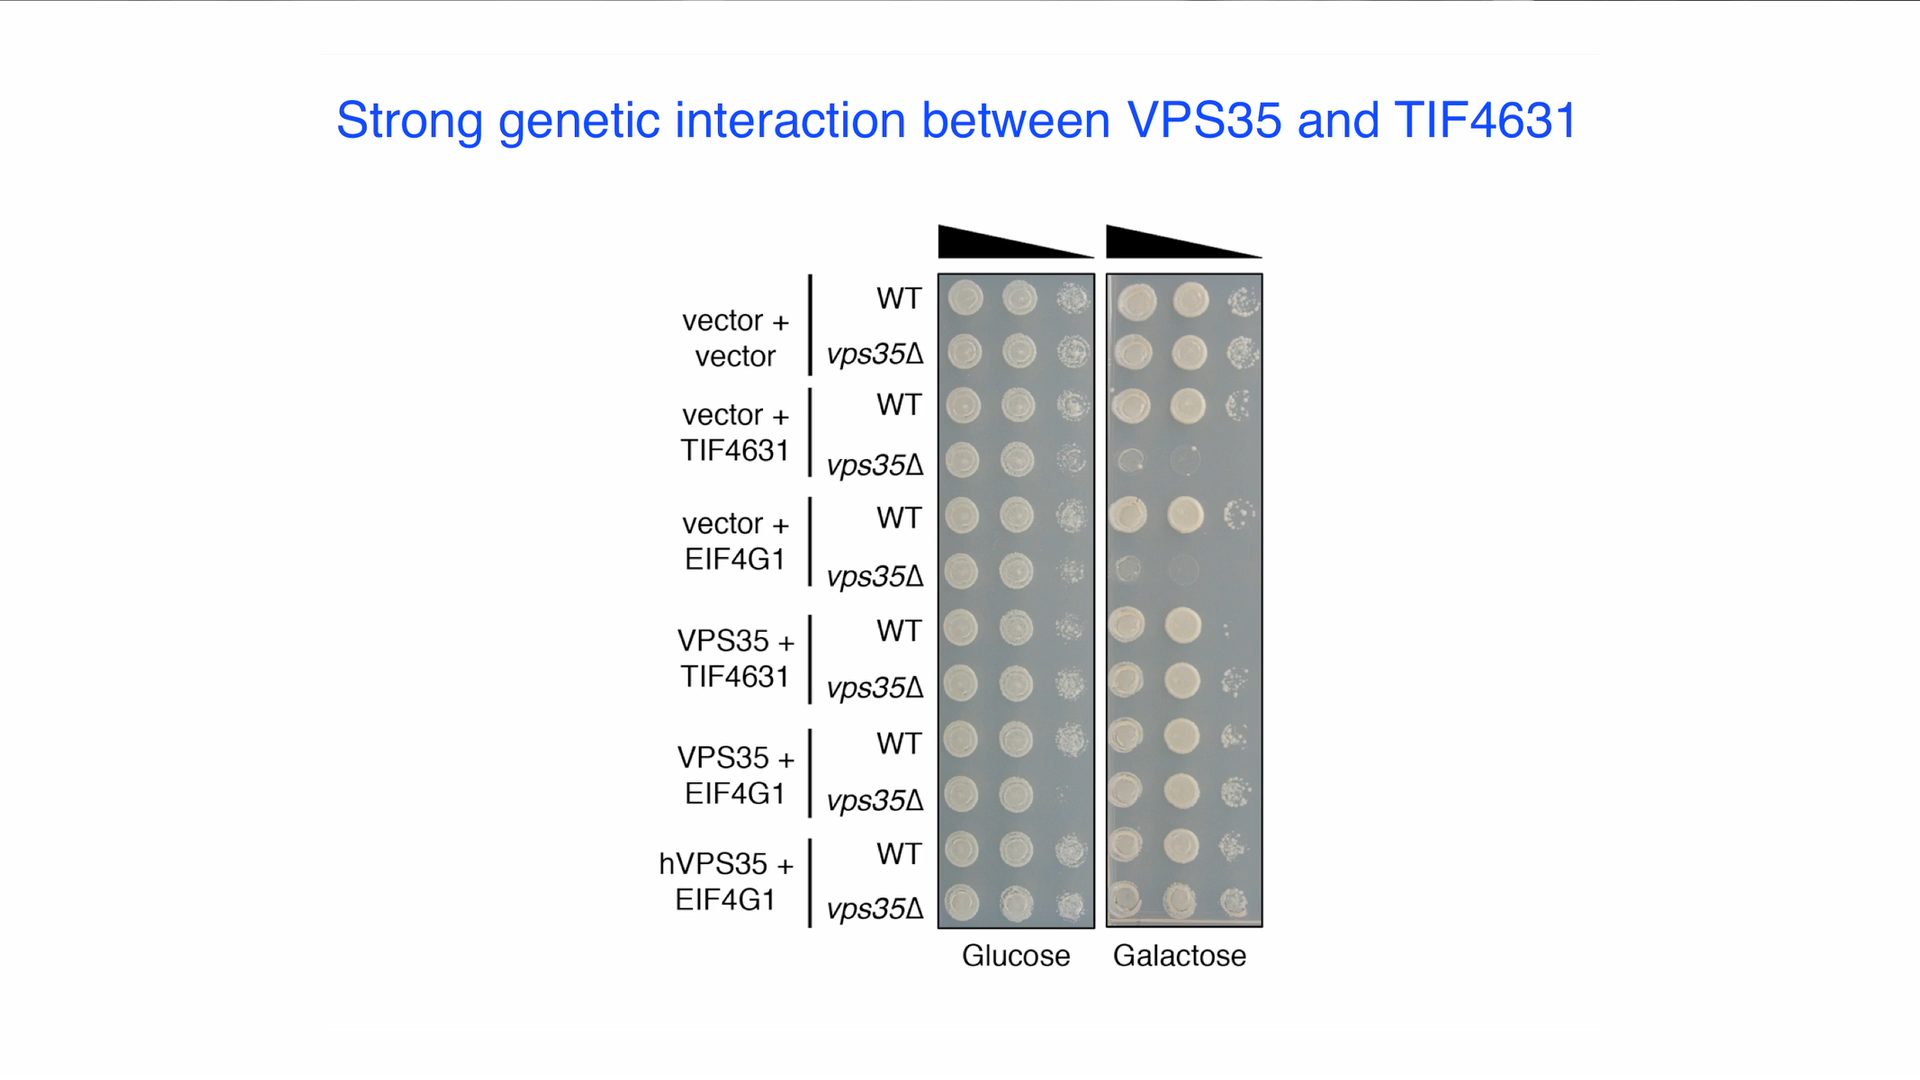 Strong genetic interaction between VPS35 and TIF4631
vector +
vector
WT
vps35Δ
vector +
TIF4631
WT
vps35Δ
vector +
EIF4G1
WT
vps35Δ
VPS35 +
TIF4631
WT
vps35Δ
VPS35 +
EIF4G1
WT
vps35Δ
hVPS35 +
EIF4G1
WT
vps35Δ
Glucose
Galactose